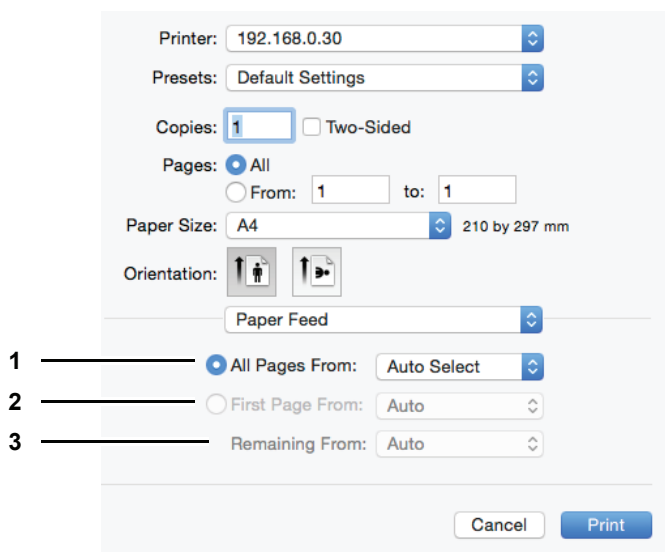 Printer: 192.168.0.30
Presets: Default Settings
Copies: 1 Two-Sided
Pages: All
From: 1 to: 1
Paper Size: A4 210 by 297 mm
Orientation:
Paper Feed
1 All Pages From: Auto Select
2 First Page From: Auto
3 Remaining From: Auto
Cancel Print